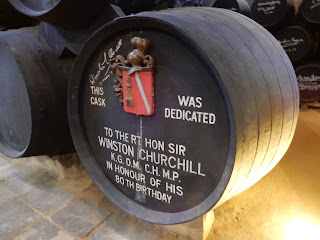 THIS CASK
WAS DEDICATED
TO THE RT HON SIR
WINSTON CHURCHILL
K.G. O.M. C.H. M.P.
IN HONOUR OF HIS
80TH BIRTHDAY